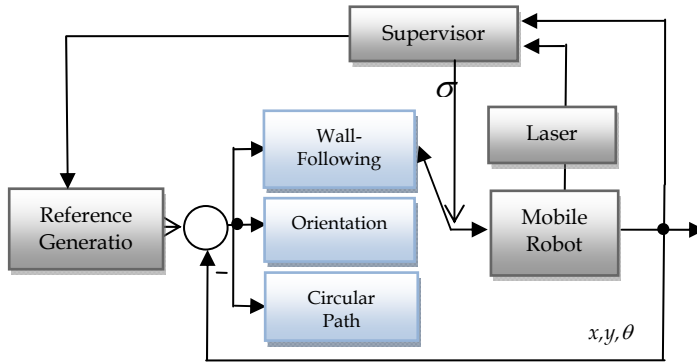 Supervisor
σ
Wall-
Following
Laser
Reference
Generatio
Orientation
Mobile
Robot
Circular
Path
-
x,y,θ